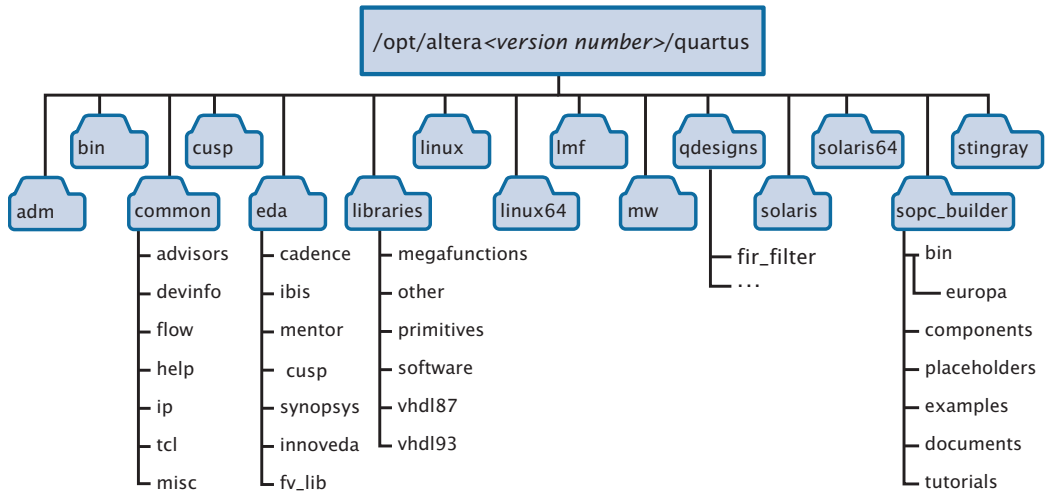 /opt/altera<version number>/quartus
bin
cusp
linux
lmf
qdesigns
solaris64
stingray
adm
common
eda
libraries
linux64
mw
solaris
sopc_builder
advisors
devinfo
flow
help
ip
tcl
misc
cadence
ibis
mentor
cusp
synopsys
innoveda
fv_lib
megafunctions
other
primitives
software
vhdl87
vhdl93
fir_filter
...
bin
europa
components
placeholders
examples
documents
tutorials